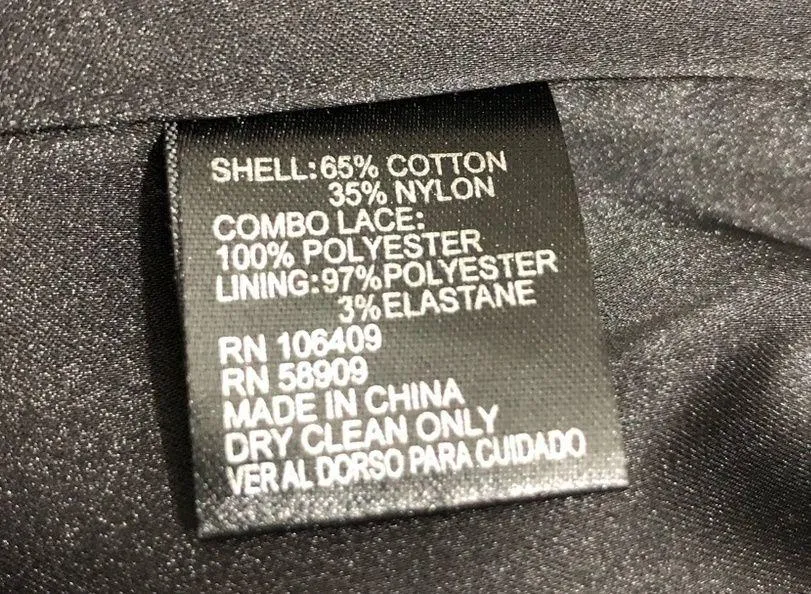 SHELL: 65% COTTON
35% NYLON
COMBO LACE:
100% POLYESTER
LINING: 97% POLYESTER
3% ELASTANE
RN 106409
RN 58909
MADE IN CHINA
DRY CLEAN ONLY
VER AL DORSO PARA CUIDADO